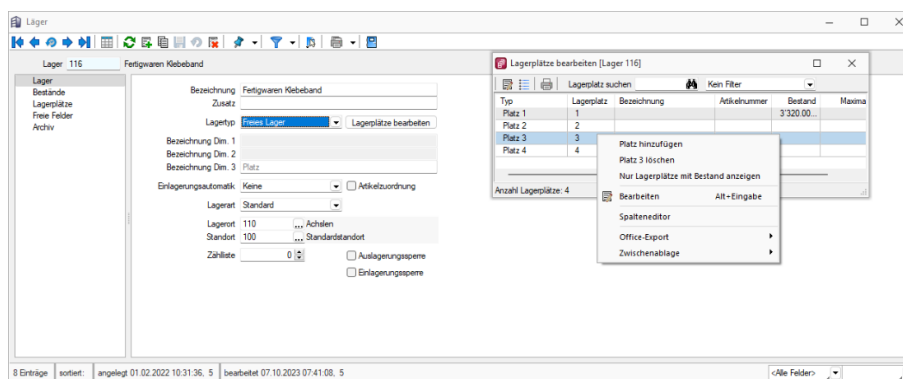 Läger
Lager 116 Fertigwaren Klebeband
Lager
Bestände
Lagerplätze
Freie Felder
Archiv
Bezeichnung Fertigwaren Klebeband
Zusatz
Lagertyp Freies Lager Lagerplätze bearbeiten
Bezeichnung Dim. 1
Bezeichnung Dim. 2
Bezeichnung Dim. 3 Platz
Einlagerungsautomatik Keine Artikelzuordnung
Lagerart Standard
Lagerort 110 ... Achslen
Standort 100 ... Standardstandort
Zählliste 0 Auslagerungssperre
Einlagerungssperre
Lagerplätze bearbeiten [Lager 116]
Lagerplatz suchen Kein Filter
Typ Lagerplatz Bezeichnung Artikelnummer Bestand Maxima
Platz 1 1 3'320.00...
Platz 2 2
Platz 3 3
Platz 4 4
Anzahl Lagerplätze: 4
Platz hinzufügen
Platz 3 löschen
Nur Lagerplätze mit Bestand anzeigen
Bearbeiten Alt+Eingabe
Spalteneditor
Office-Export
Zwischenablage
8 Einträge sortiert: angelegt 01.02.2022 10:31:36, 5 bearbeitet 07.10.2023 07:41:08, 5 <Alle Felder>